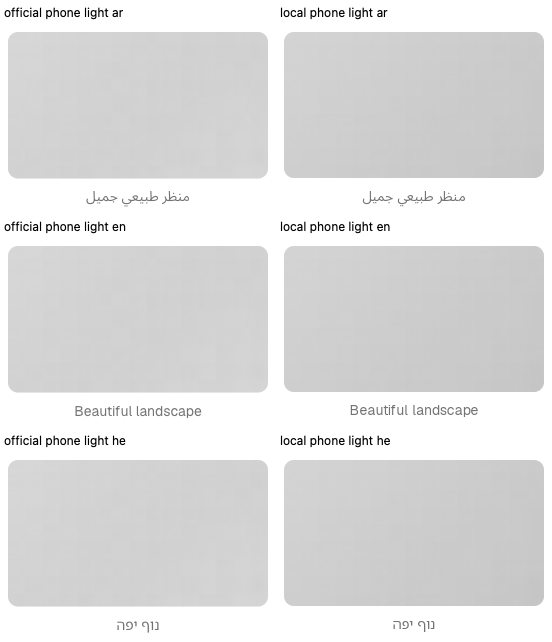 official phone light ar
local phone light ar
منظر طبيعي جميل
منظر طبيعي جميل
official phone light en
local phone light en
Beautiful landscape
Beautiful landscape
official phone light he
local phone light he
נוף יפה
נוף יפה